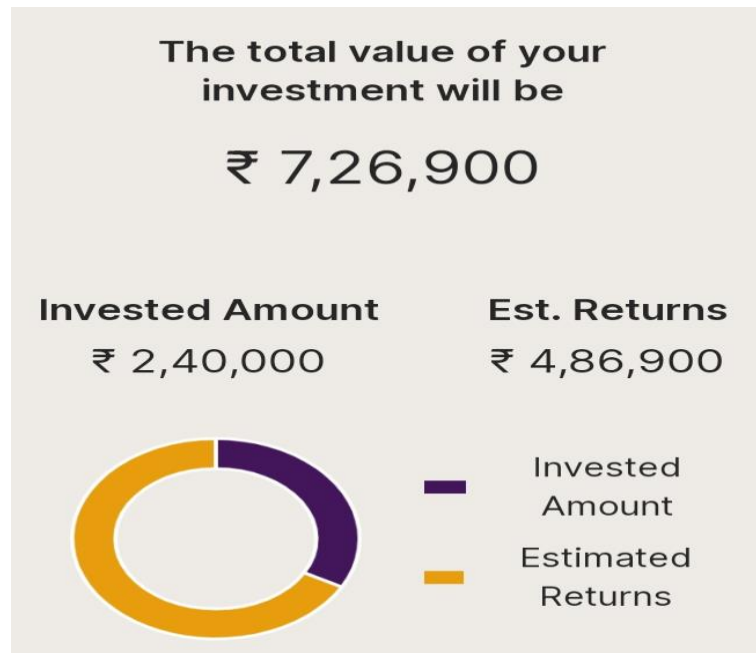 The total value of your
investment will be
₹ 7,26,900
Invested Amount
₹ 2,40,000
Est. Returns
₹ 4,86,900
Invested
Amount
Estimated
Returns